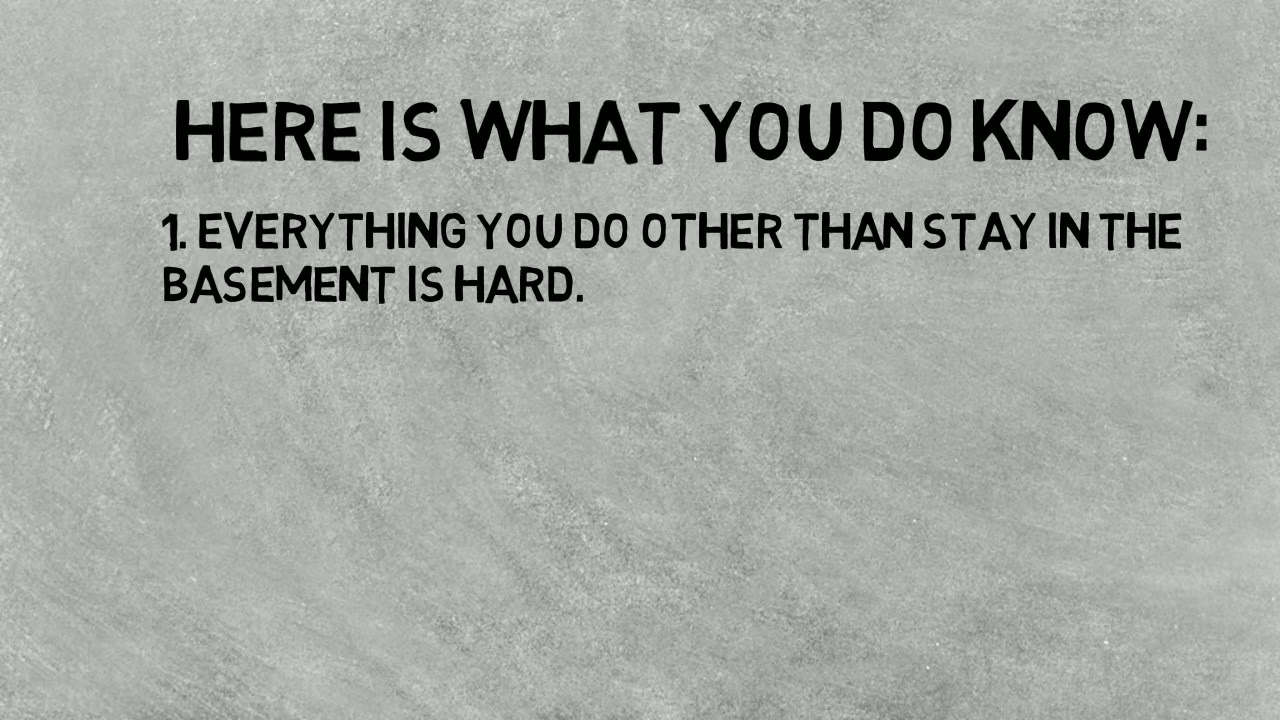 HERE IS WHAT YOU DO KNOW:
1. EVERYTHING YOU DO OTHER THAN STAY IN THE
BASEMENT IS HARD.